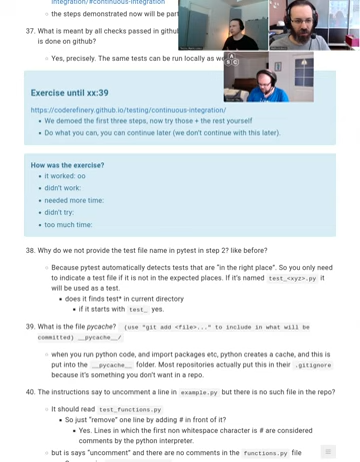 integration/#continuous-integration
the steps demonstrated now will be part
37. What is meant by all checks passed in github
is done on github?
Yes, precisely. The same tests can be run locally as we
A
S C
Exercise until xx:39
https://coderefinery.github.io/testing/continuous-integration/
• We demoed the first three steps, now try those + the rest yourself
• Do what you can, you can continue later (we don't continue with this later).
How was the exercise?
• it worked: oo
• didn't work:
• needed more time:
• didn't try:
• too much time:
38. Why do we not provide the test file name in pytest in step 2? like before?
Because pytest automatically detects tests that are "in the right place". So you only
need to indicate a test file if it is not in the expected places. If it's named test_<xyz>.py it
will be used as a test.
▪ does it finds test* in current directory
▪ if it starts with test_ yes.
39. What is the file pycache? (use "git add <file>..." to include in what will be
committed) __pycache__/
when you run python code, and import packages etc, python creates a cache, and this is
put into the __pycache__ folder. Most repositories actually put this in their .gitignore
because it's something you don't want in a repo.
40. The instructions say to uncomment a line in example.py but there is no such file in the repo?
It should read test_functions.py
▪ So just "remove" one line by adding # in front of it?
▪ Yes. Lines in which the first non whitespace character is # are considered
comments by the python interpreter.
but is says "uncomment" and there are no comments in the functions.py file